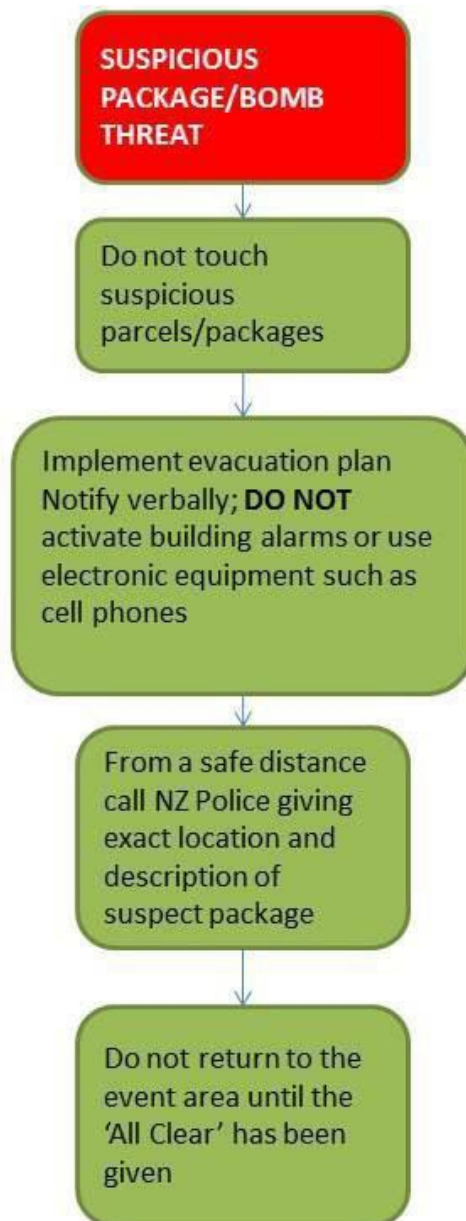 SUSPICIOUS
PACKAGE/BOMB
THREAT
Do not touch
suspicious
parcels/packages
Implement evacuation plan
Notify verbally; DO NOT
activate building alarms or use
electronic equipment such as
cell phones
From a safe distance
call NZ Police giving
exact location and
description of
suspect package
Do not return to the
event area until the
‘All Clear’ has been
given